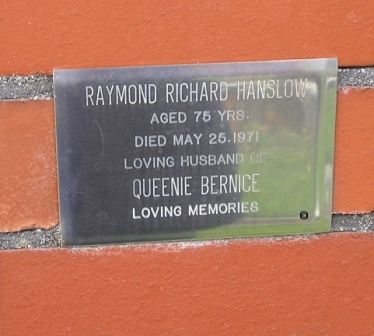 RAYMOND RICHARD HANSLOW
AGED 75 YRS.
DIED MAY 25.1971
LOVING HUSBAND OF
QUEENIE BERNICE
LOVING MEMORIES